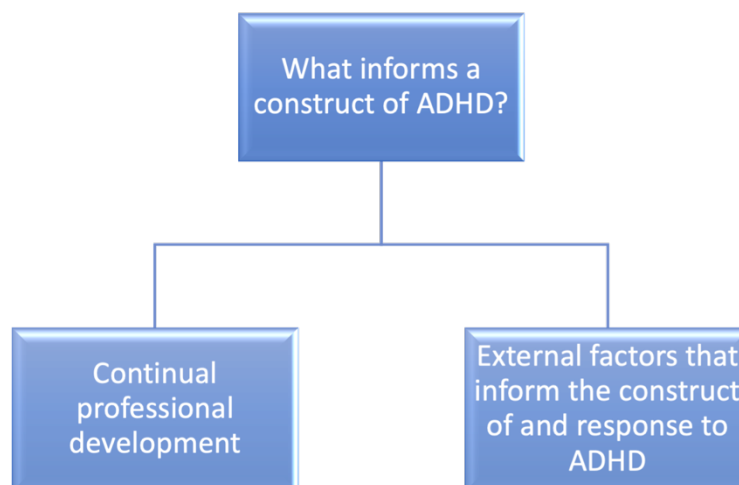 What informs a
construct of ADHD?
Continual
professional
development
External factors that
inform the construct
of and response to
ADHD